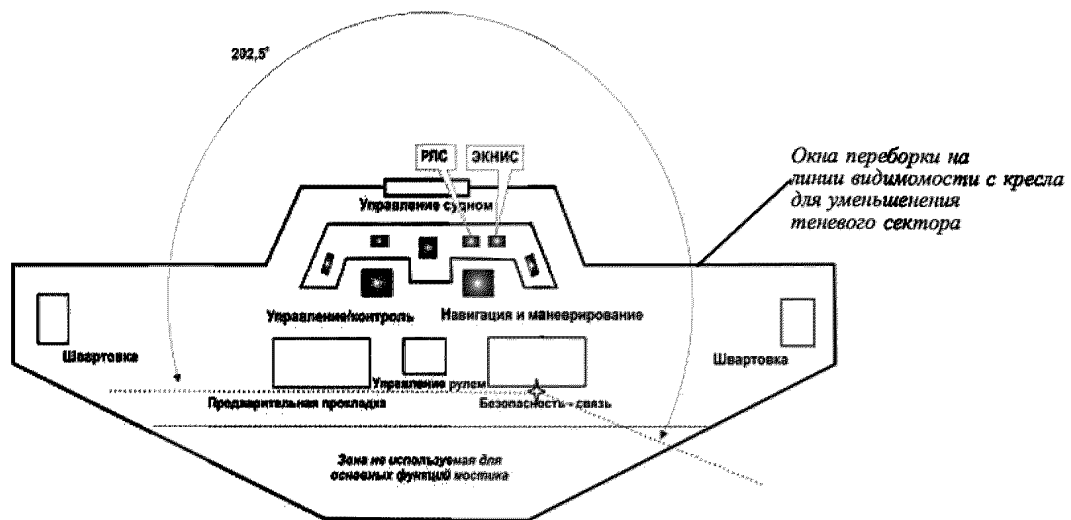 202,5°
РЛС ЭКНИС
Окна переборки на
линии видимомости с кресла
для уменьшения
теневого сектора
Управление судном
Управление/контроль
Навигация и маневрирование
Швартовка
Швартовка
Управление рулем
Предварительная прокладка
Безопасность - связь
Зона не используемая для
основных функций мостика